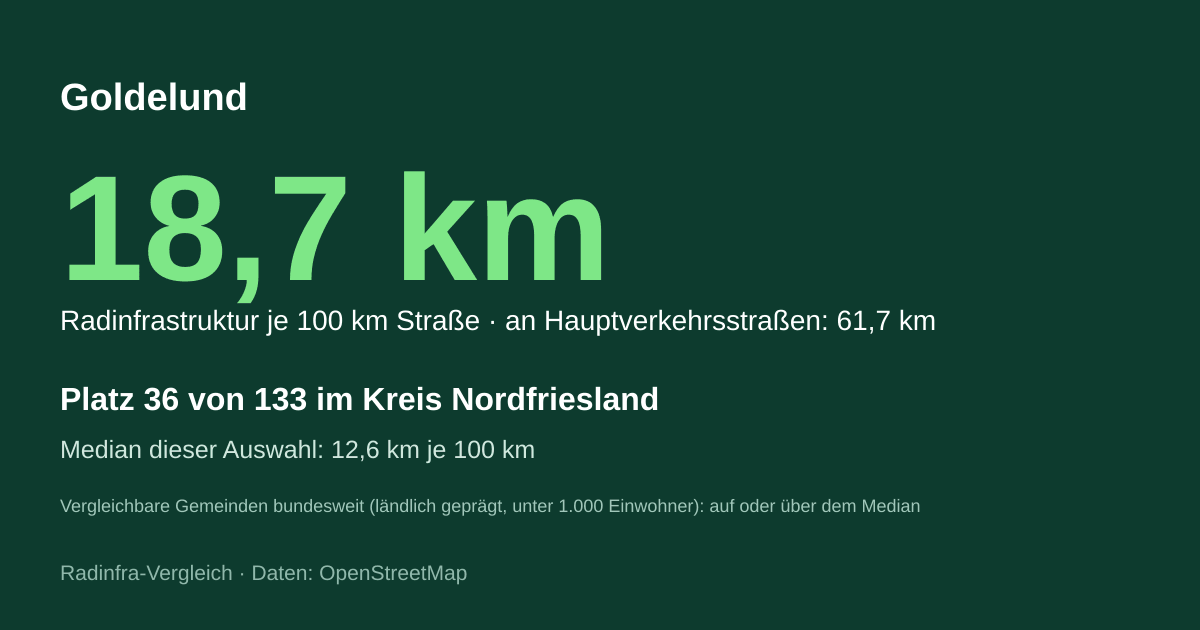 Goldelund
18,7 km
Radinfrastruktur je 100 km Straße · an Hauptverkehrsstraßen: 61,7 km
Platz 36 von 133 im Kreis Nordfriesland
Median dieser Auswahl: 12,6 km je 100 km
Vergleichbare Gemeinden bundesweit (ländlich geprägt, unter 1.000 Einwohner): auf oder über dem Median
Radinfra-Vergleich · Daten: OpenStreetMap